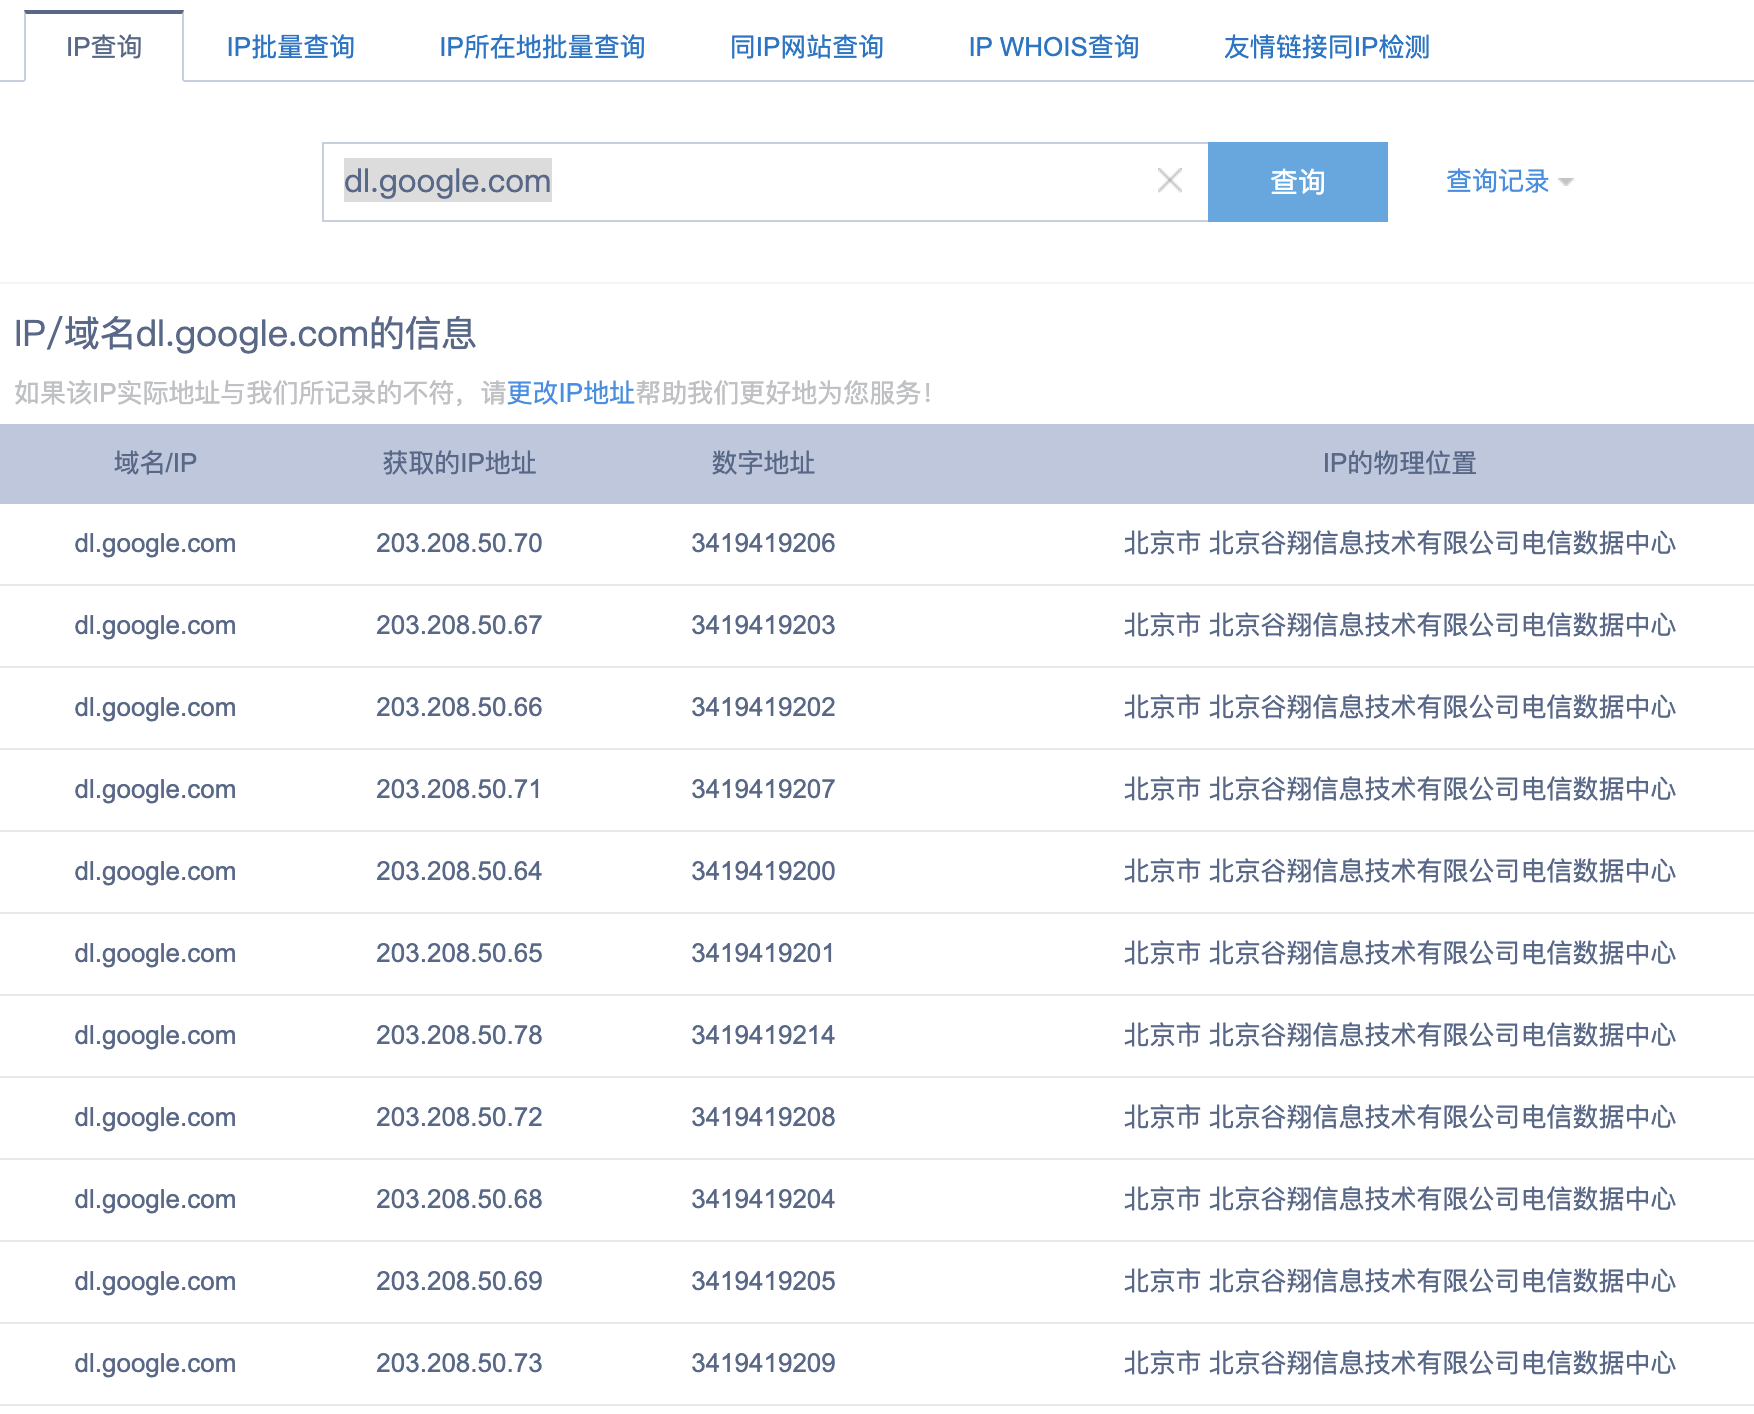 IP查询 IP批量查询 IP所在地批量查询 同IP网站查询 IP WHOIS查询 友情链接同IP检测
dl.google.com 查询 查询记录
IP/域名dl.google.com的信息
如果该IP实际地址与我们所记录的不符，请更改IP地址帮助我们更好地为您服务！
域名/IP 获取的IP地址 数字地址 IP的物理位置
dl.google.com 203.208.50.70 3419419206 北京市 北京谷翔信息技术有限公司电信数据中心
dl.google.com 203.208.50.67 3419419203 北京市 北京谷翔信息技术有限公司电信数据中心
dl.google.com 203.208.50.66 3419419202 北京市 北京谷翔信息技术有限公司电信数据中心
dl.google.com 203.208.50.71 3419419207 北京市 北京谷翔信息技术有限公司电信数据中心
dl.google.com 203.208.50.64 3419419200 北京市 北京谷翔信息技术有限公司电信数据中心
dl.google.com 203.208.50.65 3419419201 北京市 北京谷翔信息技术有限公司电信数据中心
dl.google.com 203.208.50.78 3419419214 北京市 北京谷翔信息技术有限公司电信数据中心
dl.google.com 203.208.50.72 3419419208 北京市 北京谷翔信息技术有限公司电信数据中心
dl.google.com 203.208.50.68 3419419204 北京市 北京谷翔信息技术有限公司电信数据中心
dl.google.com 203.208.50.69 3419419205 北京市 北京谷翔信息技术有限公司电信数据中心
dl.google.com 203.208.50.73 3419419209 北京市 北京谷翔信息技术有限公司电信数据中心